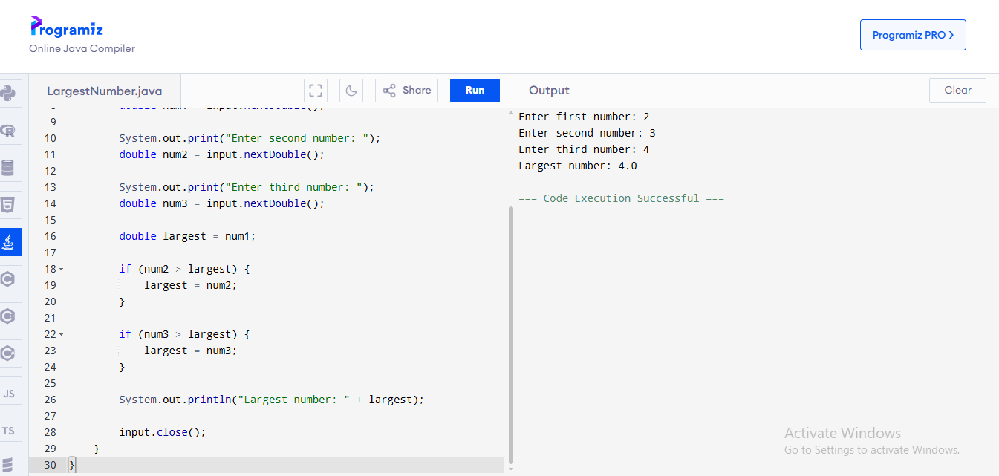 Programiz
Online Java Compiler
Programiz PRO >
LargestNumber.java
Share
Run
Output
Clear
9
10 System.out.print("Enter second number: ");
11 double num2 = input.nextDouble();
12
13 System.out.print("Enter third number: ");
14 double num3 = input.nextDouble();
15
16 double largest = num1;
17
18 if (num2 > largest) {
19 largest = num2;
20 }
21
22 if (num3 > largest) {
23 largest = num3;
24 }
25
26 System.out.println("Largest number: " + largest);
27
28 input.close();
29 }
30 }
Enter first number: 2
Enter second number: 3
Enter third number: 4
Largest number: 4.0
=== Code Execution Successful ===
JS
TS
Activate Windows
Go to Settings to activate Windows.